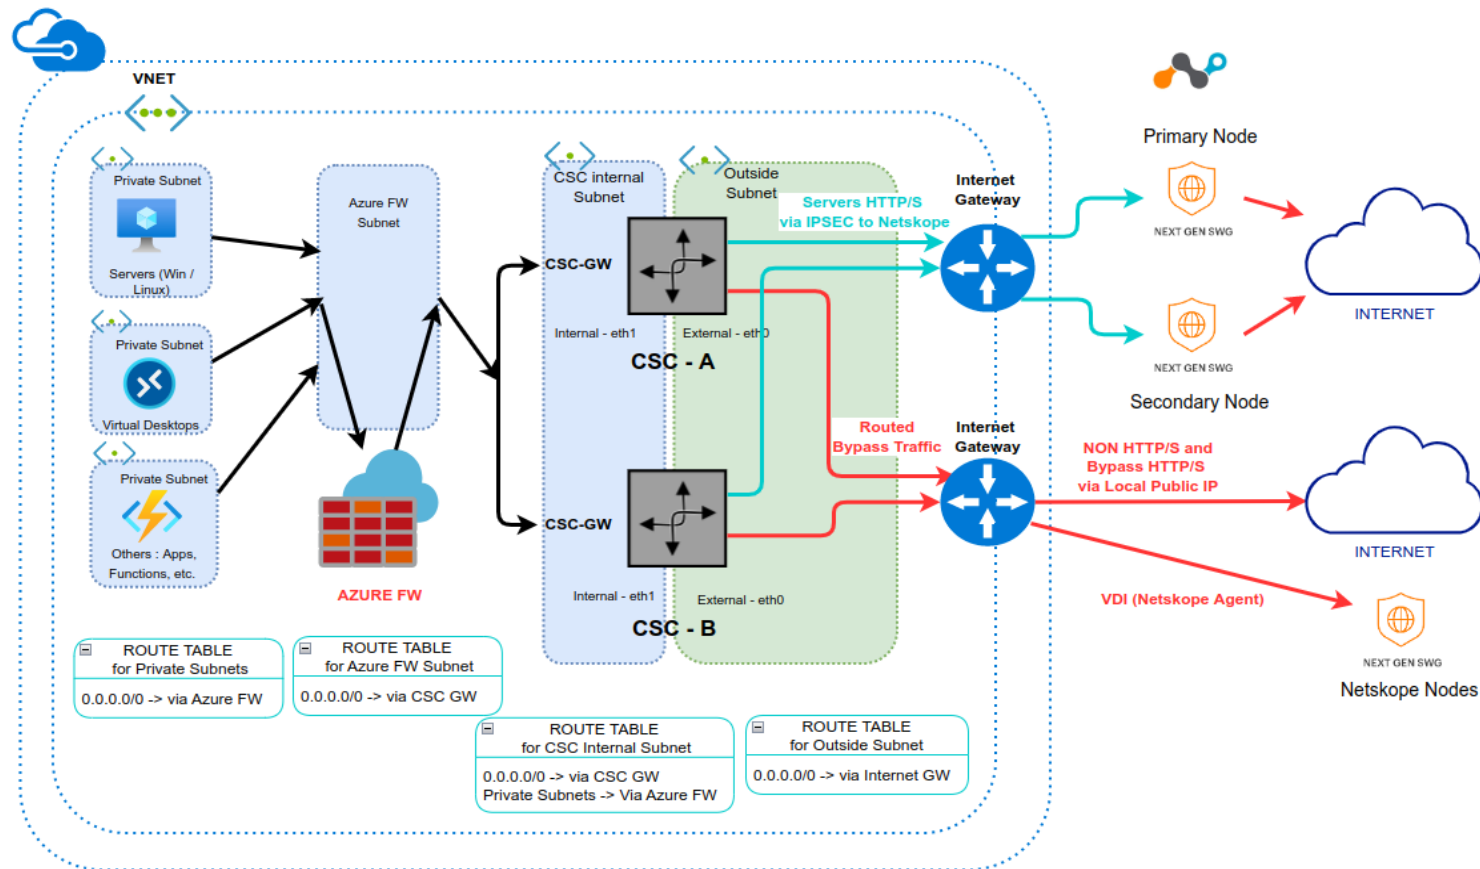 VNET
Private Subnet
Servers (Win /
Linux)
Private Subnet
Virtual Desktops
Private Subnet
Others : Apps,
Functions, etc.
Azure FW
Subnet
AZURE FW
CSC internal
Subnet
Outside
Subnet
CSC-GW
Internal - eth1
External - eth0
CSC - A
CSC-GW
Internal - eth1
External - eth0
CSC - B
Servers HTTP/S
via IPSEC to Netskope
Routed
Bypass Traffic
Internet
Gateway
Internet
Gateway
Primary Node
NEXT GEN SWG
NEXT GEN SWG
Secondary Node
INTERNET
NON HTTP/S and
Bypass HTTP/S
via Local Public IP
INTERNET
VDI (Netskope Agent)
NEXT GEN SWG
Netskope Nodes
ROUTE TABLE
for Private Subnets
0.0.0.0/0 -> via Azure FW
ROUTE TABLE
for Azure FW Subnet
0.0.0.0/0 -> via CSC GW
ROUTE TABLE
for CSC Internal Subnet
0.0.0.0/0 -> via CSC GW
Private Subnets -> Via Azure FW
ROUTE TABLE
for Outside Subnet
0.0.0.0/0 -> via Internet GW